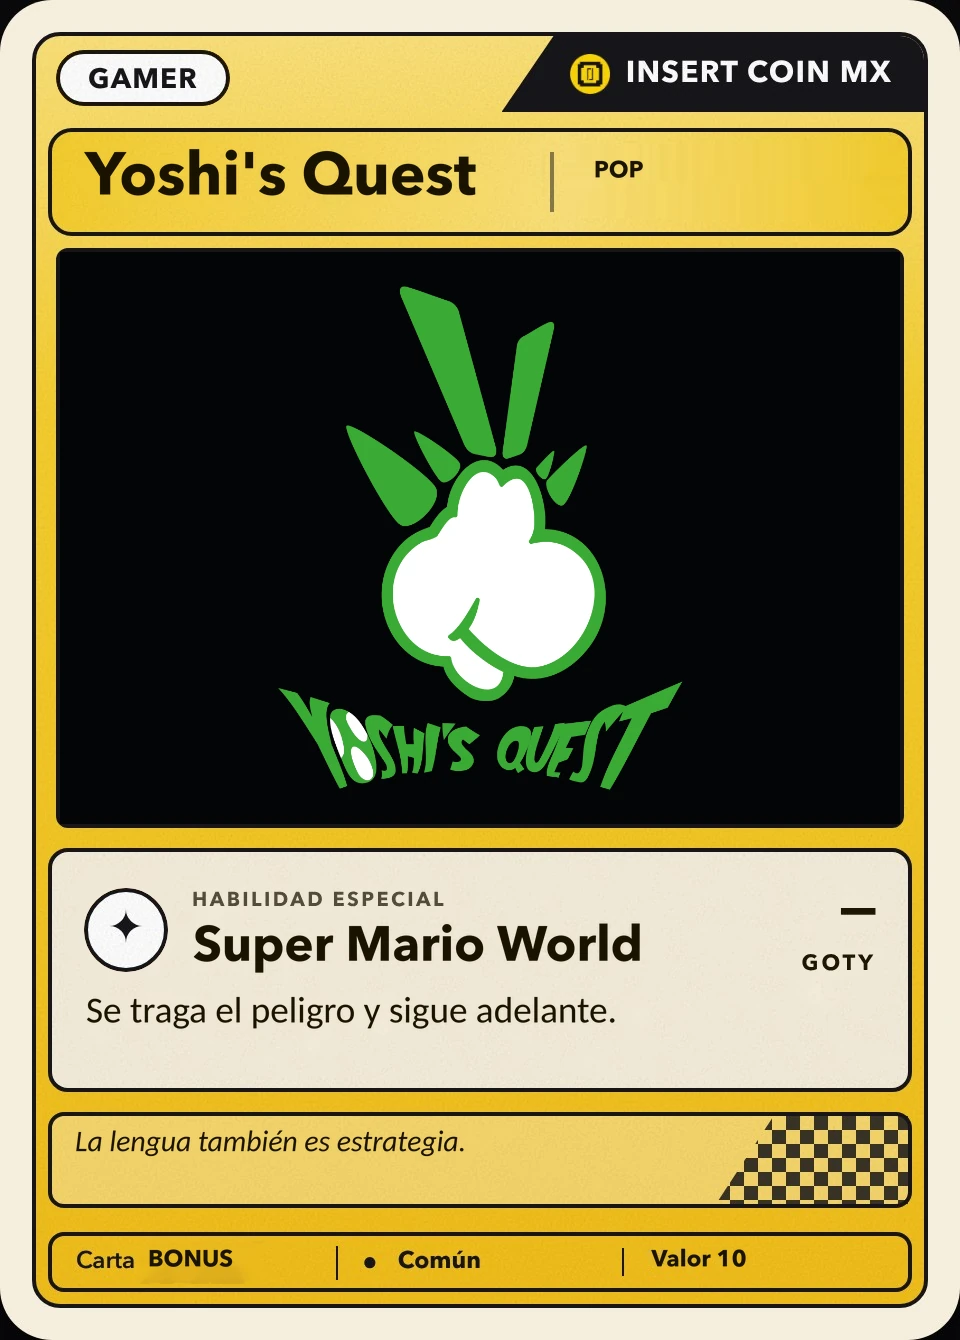 GAMER
INSERT COIN MX
Yoshi's Quest
POP
YOSHI'S QUEST
HABILIDAD ESPECIAL
Super Mario World
—
GOTY
Se traga el peligro y sigue adelante.
La lengua también es estrategia.
Carta BONUS
• Común
Valor 10